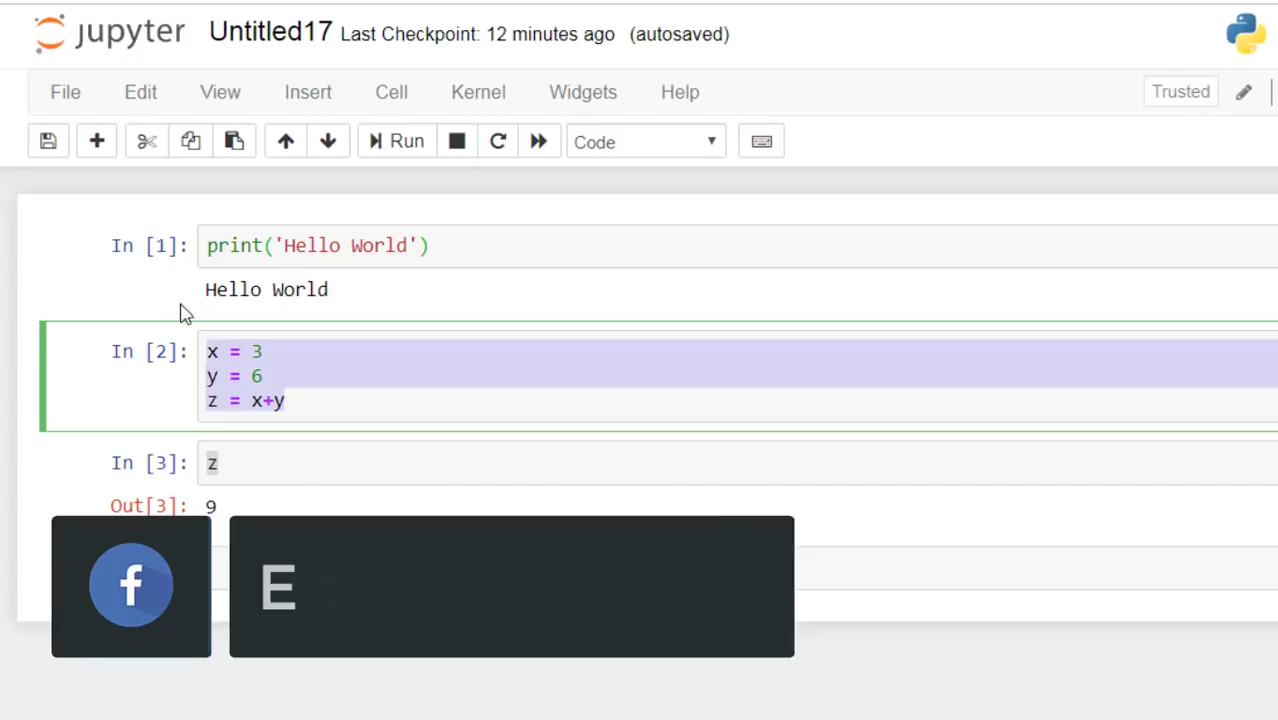 jupyter Untitled17 Last Checkpoint: 12 minutes ago (autosaved)
File Edit View Insert Cell Kernel Widgets Help Trusted
Run Code
In [1]: print('Hello World')
Hello World
In [2]: x = 3
y = 6
z = x+y
In [3]: z
Out[3]: 9
f E